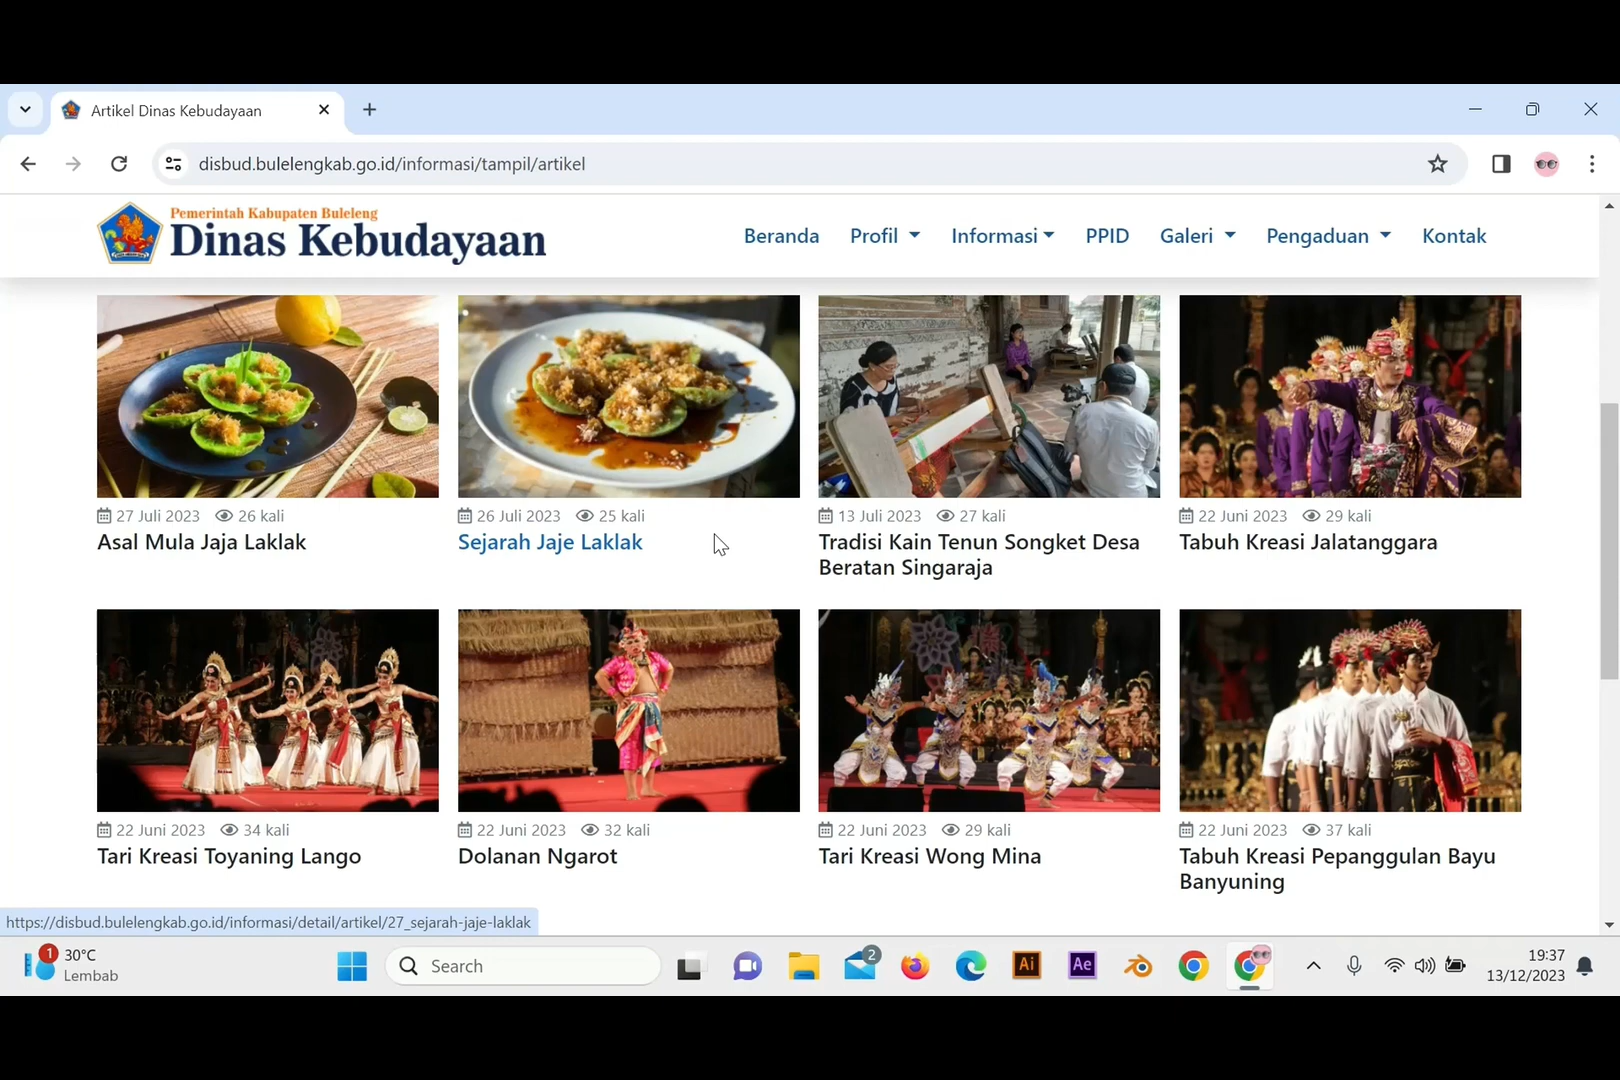 Artikel Dinas Kebudayaan
disbud.bulelengkab.go.id/informasi/tampil/artikel
Pemerintah Kabupaten Buleleng
Dinas Kebudayaan
Beranda Profil Informasi PPID Galeri Pengaduan Kontak
27 Juli 2023 26 kali
Asal Mula Jaja Laklak
26 Juli 2023 25 kali
Sejarah Jaje Laklak
13 Juli 2023 27 kali
Tradisi Kain Tenun Songket Desa
Beratan Singaraja
22 Juni 2023 29 kali
Tabuh Kreasi Jalatanggara
22 Juni 2023 34 kali
Tari Kreasi Toyaning Lango
22 Juni 2023 32 kali
Dolanan Ngarot
22 Juni 2023 29 kali
Tari Kreasi Wong Mina
22 Juni 2023 37 kali
Tabuh Kreasi Pepanggulan Bayu
Banyuning
https://disbud.bulelengkab.go.id/informasi/detail/artikel/27_sejarah-jaje-laklak
1
30°C
Lembab
Search
2
Ai
Ae
19:37
13/12/2023